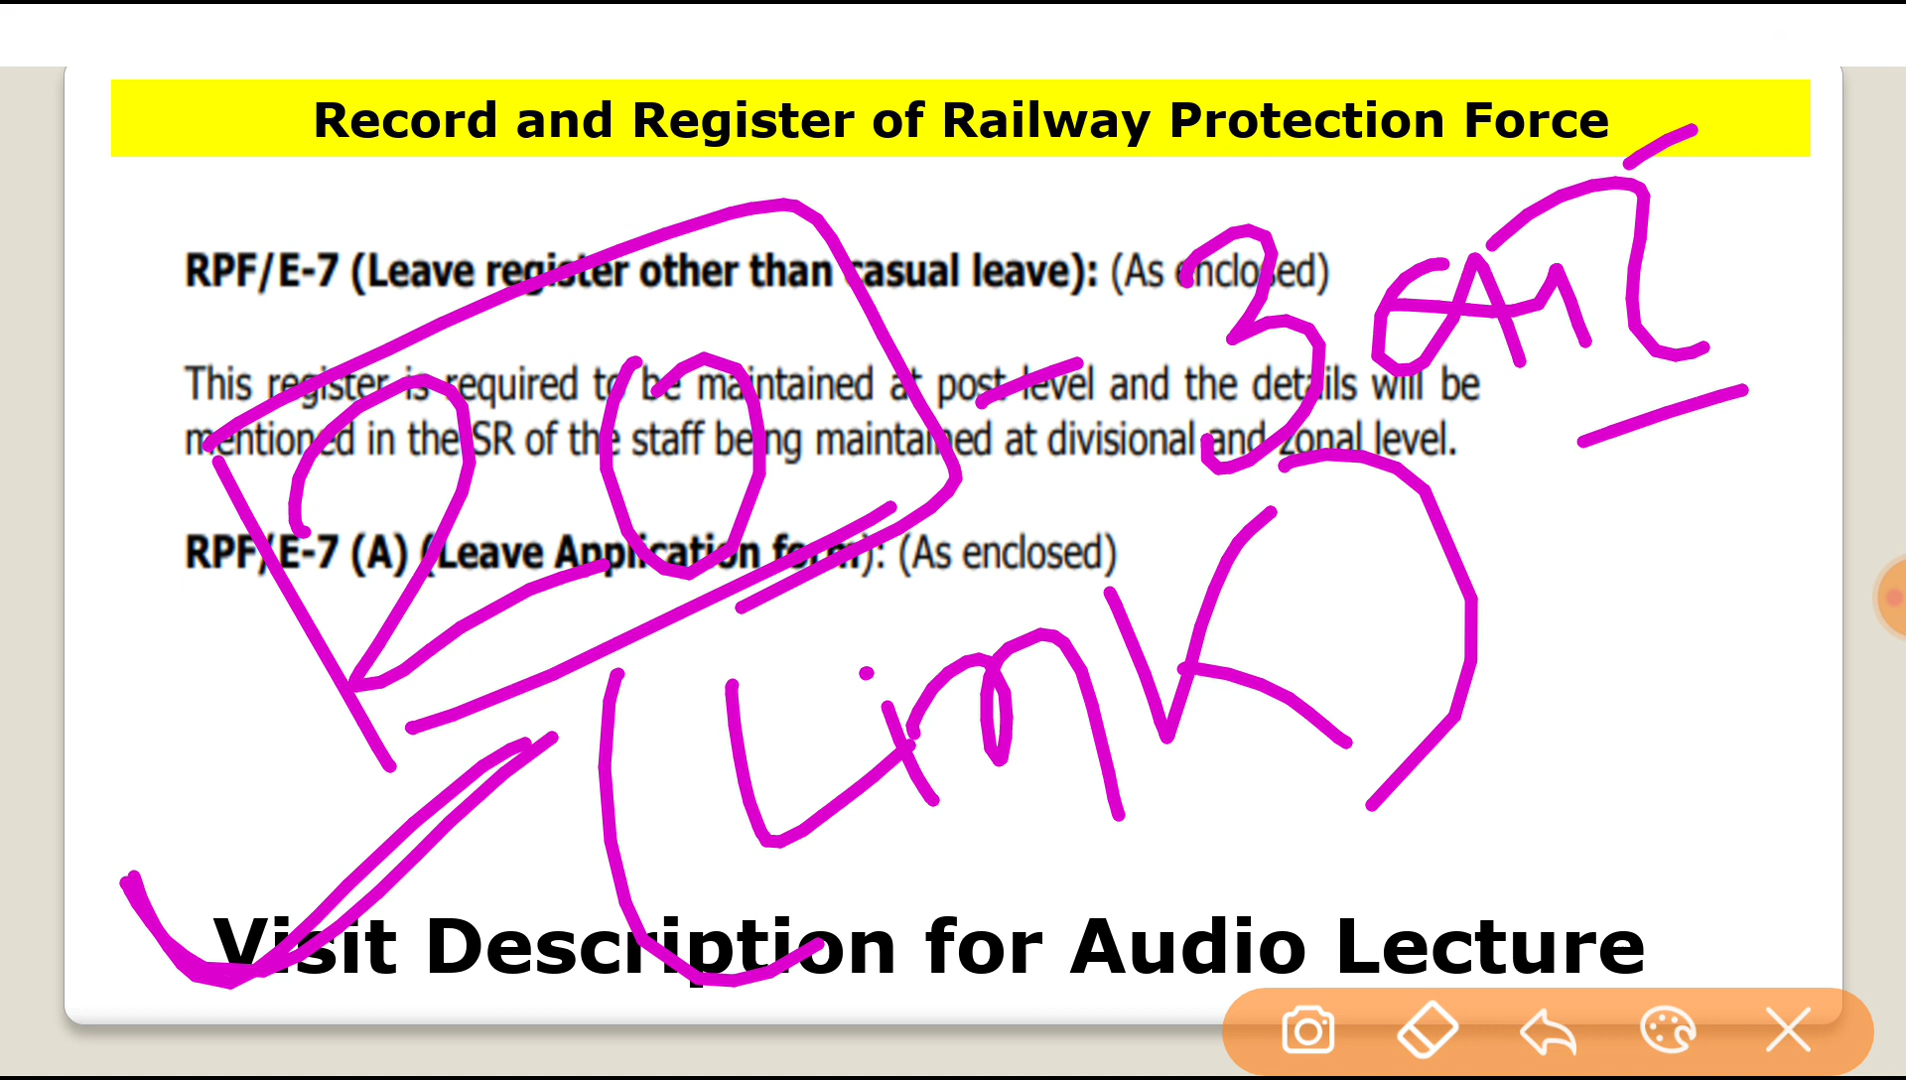 Record and Register of Railway Protection Force
RPF/E-7 (Leave register other than casual leave): (As enclosed)
This register is required to be maintained at post level and the details will be
mentioned in the SR of the staff being maintained at divisional and zonal level.
RPF/E-7 (A) (Leave Application form): (As enclosed)
20
(Link)
Visit Description for Audio Lecture